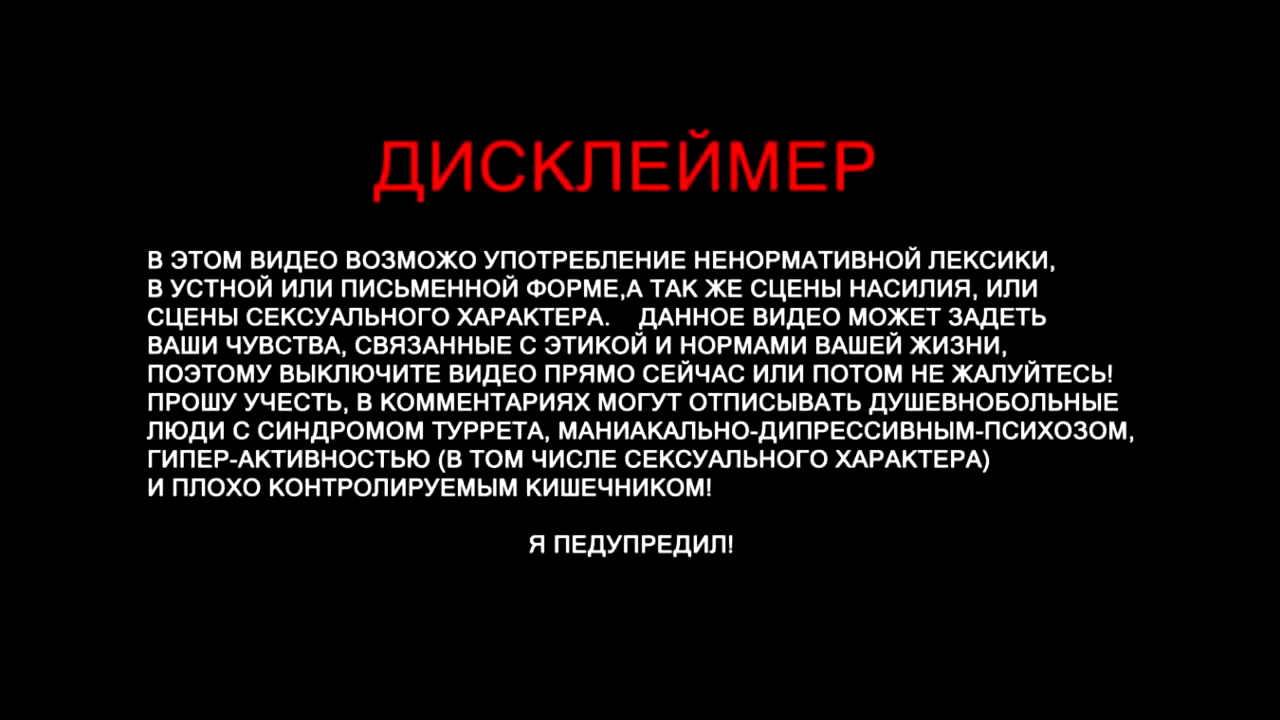 ДИСКЛЕЙМЕР
В ЭТОМ ВИДЕО ВОЗМОЖО УПОТРЕБЛЕНИЕ НЕНОРМАТИВНОЙ ЛЕКСИКИ,
В УСТНОЙ ИЛИ ПИСЬМЕННОЙ ФОРМЕ,А ТАК ЖЕ СЦЕНЫ НАСИЛИЯ, ИЛИ
СЦЕНЫ СЕКСУАЛЬНОГО ХАРАКТЕРА. ДАННОЕ ВИДЕО МОЖЕТ ЗАДЕТЬ
ВАШИ ЧУВСТВА, СВЯЗАННЫЕ С ЭТИКОЙ И НОРМАМИ ВАШЕЙ ЖИЗНИ,
ПОЭТОМУ ВЫКЛЮЧИТЕ ВИДЕО ПРЯМО СЕЙЧАС ИЛИ ПОТОМ НЕ ЖАЛУЙТЕСЬ!
ПРОШУ УЧЕСТЬ, В КОММЕНТАРИЯХ МОГУТ ОТПИСЫВАТЬ ДУШЕВНОБОЛЬНЫЕ
ЛЮДИ С СИНДРОМОМ ТУРРЕТА, МАНИАКАЛЬНО-ДИПРЕССИВНЫМ-ПСИХОЗОМ,
ГИПЕР-АКТИВНОСТЬЮ (В ТОМ ЧИСЛЕ СЕКСУАЛЬНОГО ХАРАКТЕРА)
И ПЛОХО КОНТРОЛИРУЕМЫМ КИШЕЧНИКОМ!
Я ПЕДУПРЕДИЛ!